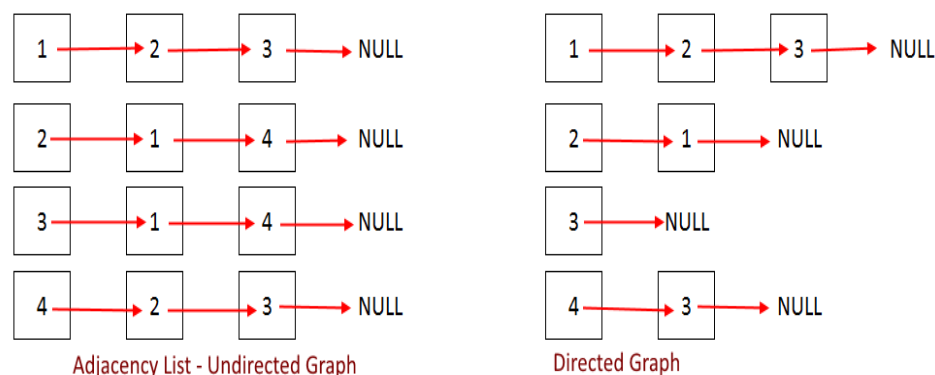 1 2 3 NULL
1 2 3 NULL
2 1 4 NULL
2 1 NULL
3 1 4 NULL
3 NULL
4 2 3 NULL
4 3 NULL
Adjacency List - Undirected Graph
Directed Graph